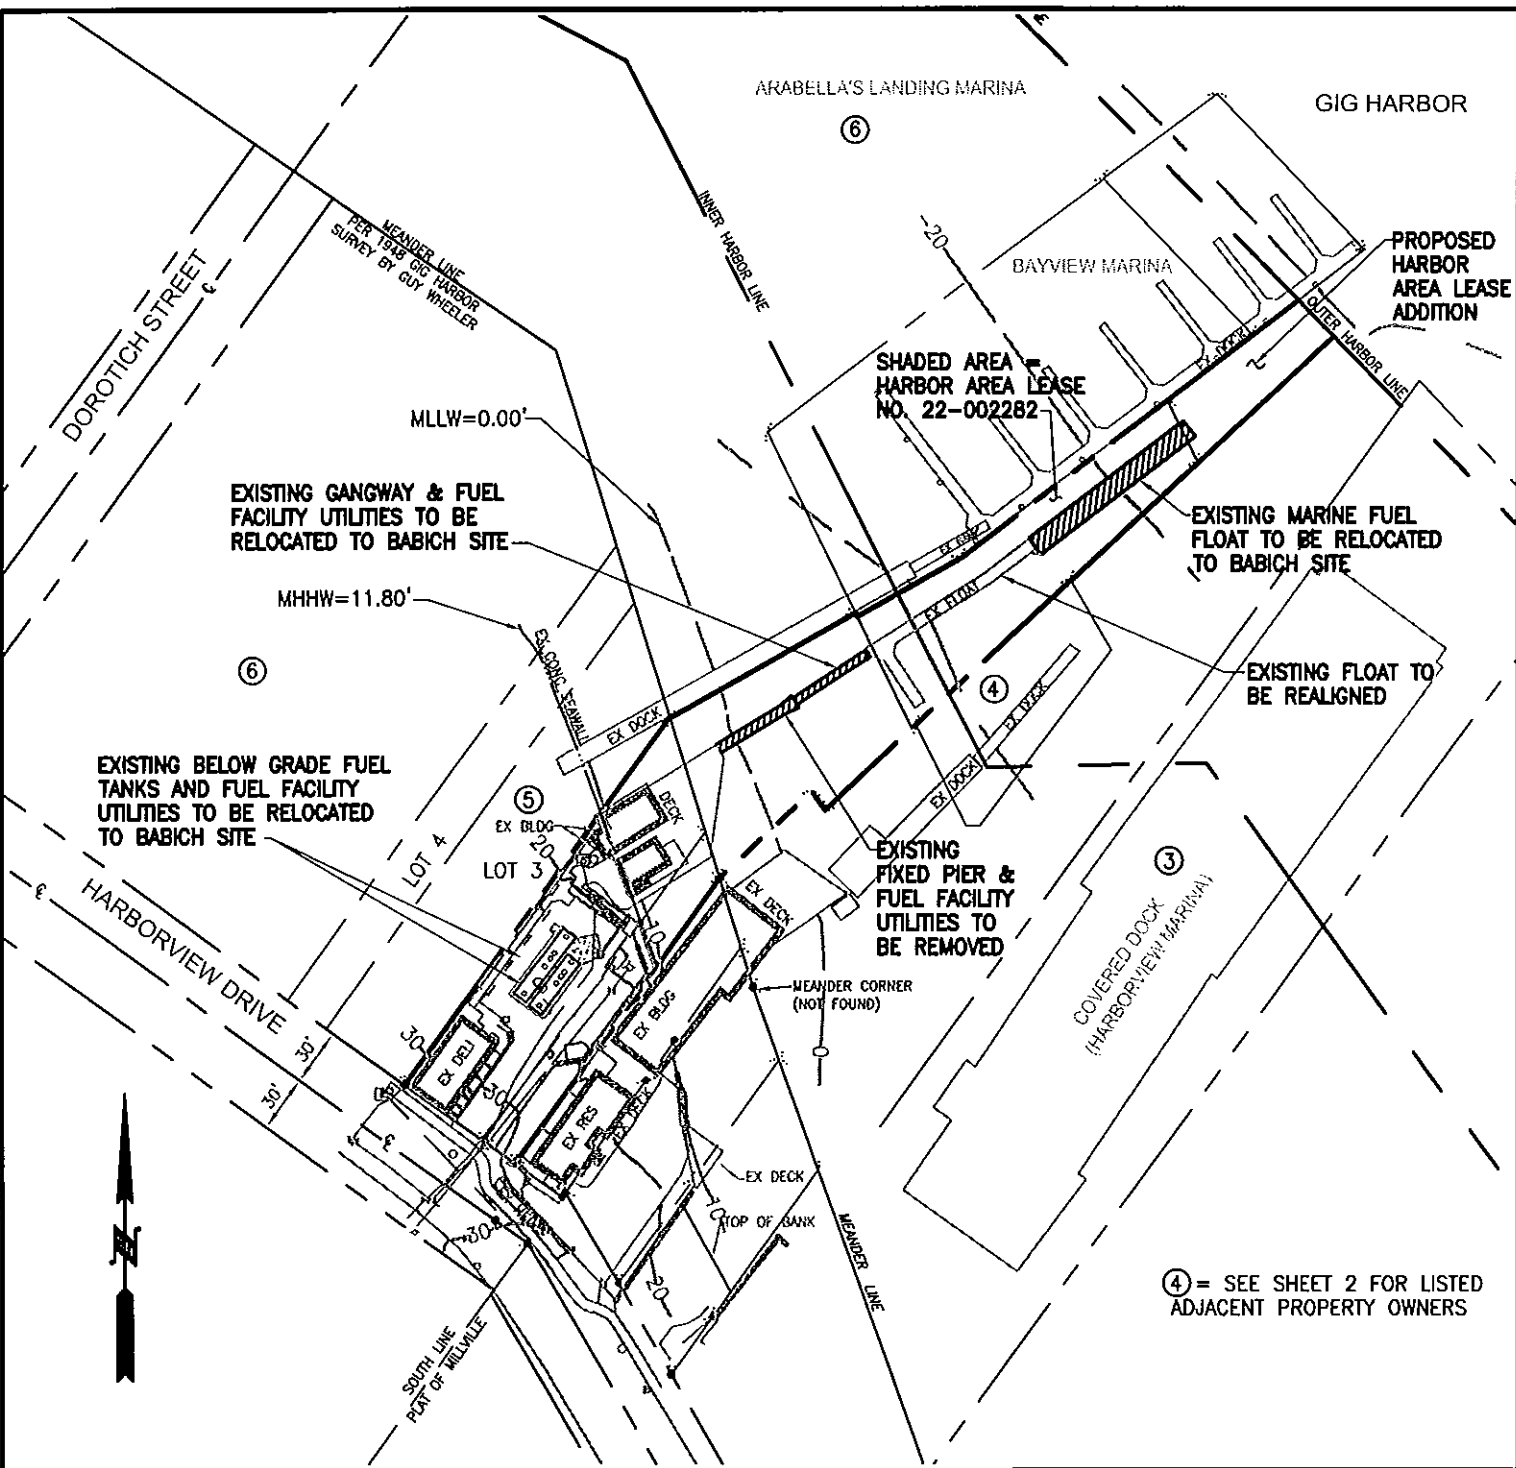 ARABELLA'S LANDING MARINA
⑥
GIG HARBOR
INNER HARBOR LINE
-20
BAYVIEW MARINA
PROPOSED
HARBOR
AREA LEASE
ADDITION
OUTER HARBOR LINE
MEANDER LINE
PER 1948 GIG HARBOR
SURVEY BY GUY WHEELER
DOROTICH STREET
SHADED AREA =
HARBOR AREA LEASE
NO. 22-002282
EX DOCK
MLLW=0.00'
EXISTING GANGWAY & FUEL
FACILITY UTILITIES TO BE
RELOCATED TO BABICH SITE
EXISTING MARINE FUEL
FLOAT TO BE RELOCATED
TO BABICH SITE
MHHW=11.80'
EX CONC. SEAWALL
EX FLOAT
⑥
④
EXISTING FLOAT TO
BE REALIGNED
EX DOCK
EX DOCK
EX DOCK
EXISTING BELOW GRADE FUEL
TANKS AND FUEL FACILITY
UTILITIES TO BE RELOCATED
TO BABICH SITE
⑤
EX BLDG
DECK
LOT 3
20
LOT 4
EXISTING
FIXED PIER &
FUEL FACILITY
UTILITIES TO
BE REMOVED
③
COVERED DOCK
(HARBORVIEW MARINA)
HARBORVIEW DRIVE
EX DECK
10
MEANDER CORNER
(NOT FOUND)
EX BLDG
0
30
EX DELI
30'
30'
30
EX RES
EX DECK
EX DECK
10
TOP OF BANK
MEANDER LINE
30
20
SOUTH LINE
PLAT OF MILLVILLE
④ = SEE SHEET 2 FOR LISTED
ADJACENT PROPERTY OWNERS